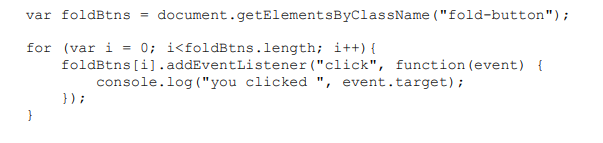 var foldBtns = document.getElementsByClassName("fold-button");
for (var i = 0; i<foldBtns.length; i++){
foldBtns[i].addEventListener("click", function(event) {
console.log("you clicked ", event.target);
});
}